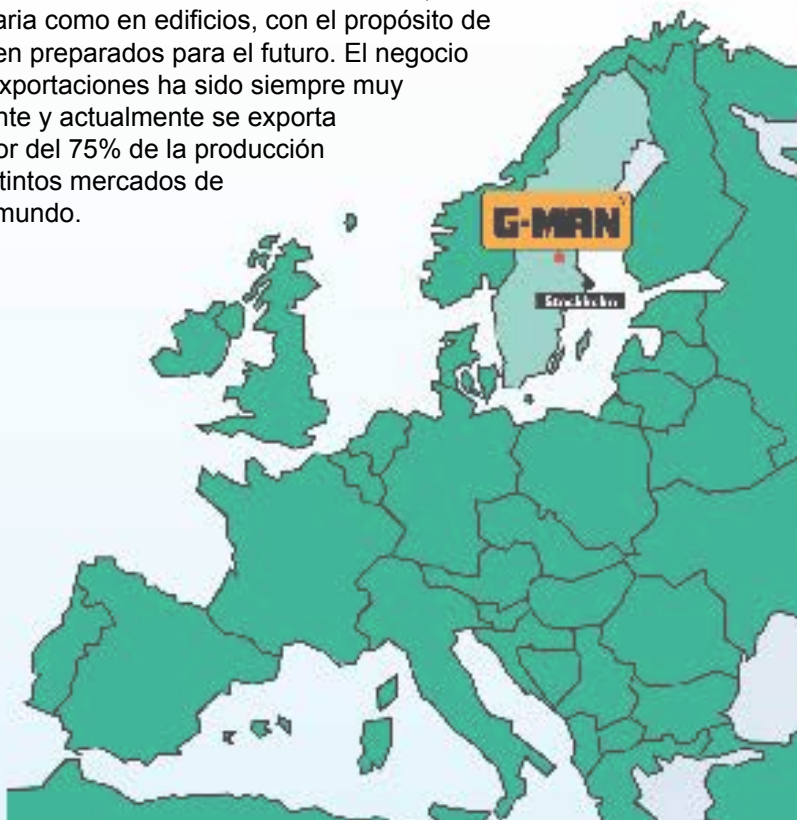 aria como en edificios, con el propósito de
en preparados para el futuro. El negocio
xportaciones ha sido siempre muy
nte y actualmente se exporta
or del 75% de la producción
tintos mercados de
mundo.
G-MAN
Stockholm